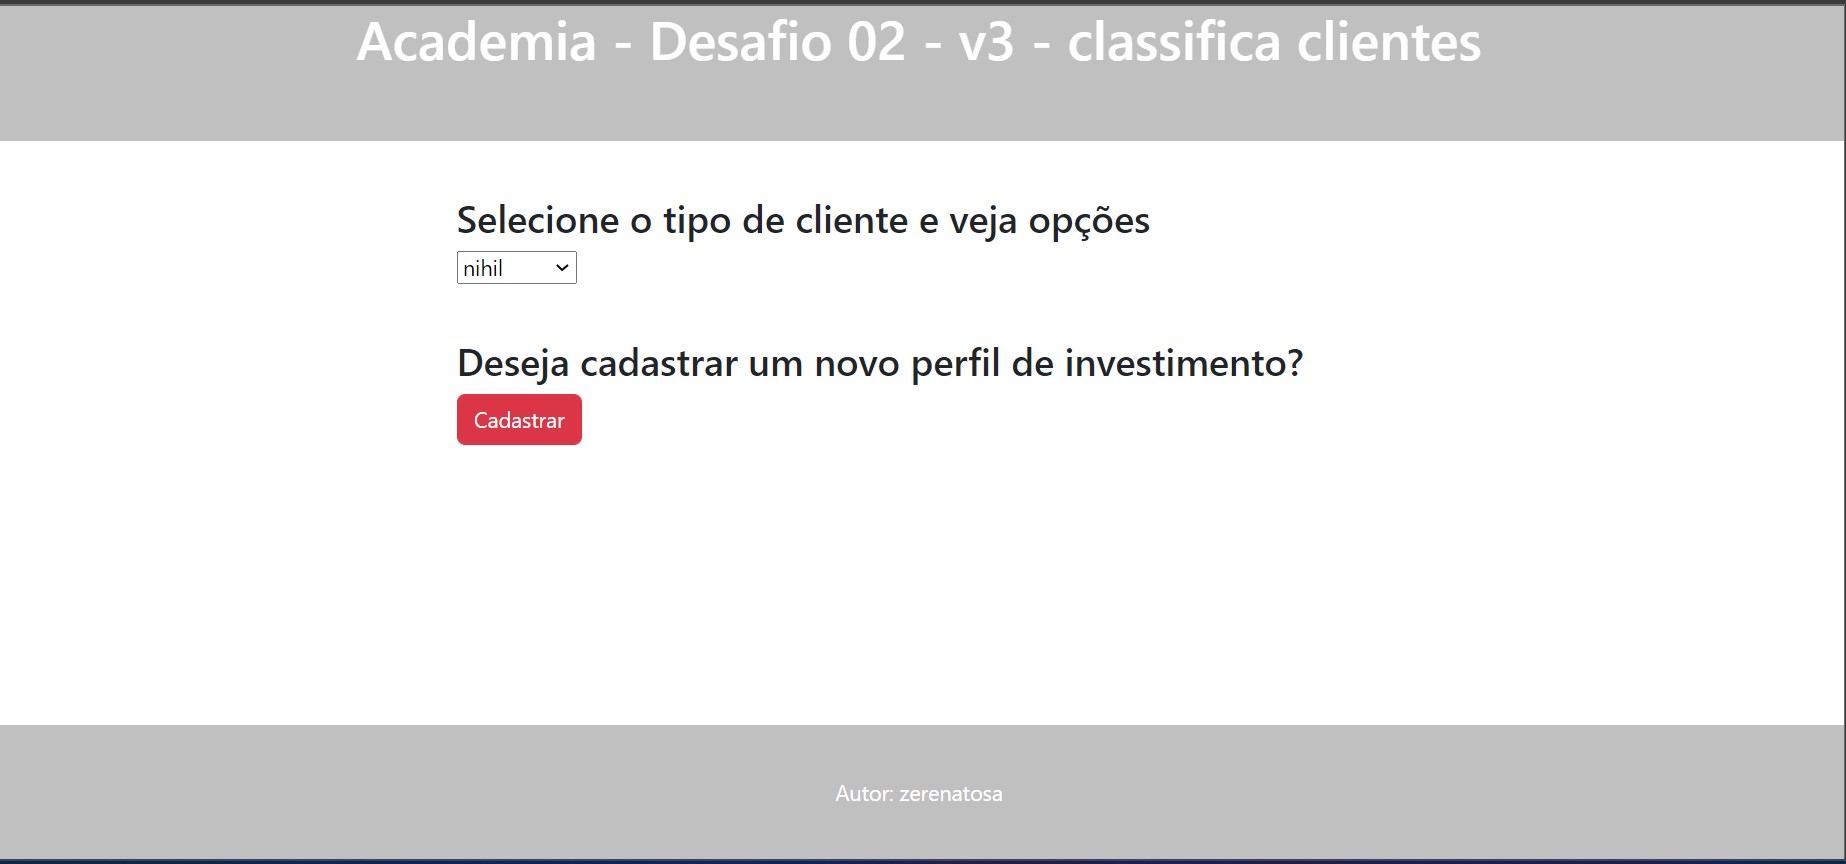 Academia - Desafio 02 - v3 - classifica clientes
Selecione o tipo de cliente e veja opções
nihil
Deseja cadastrar um novo perfil de investimento?
Cadastrar
Autor: zerenatosa